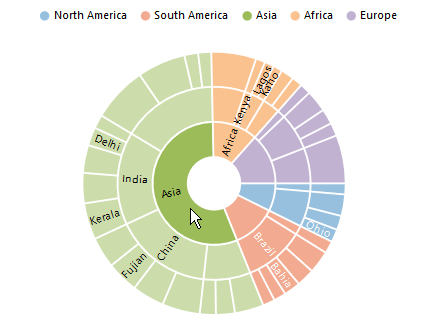 North America South America Asia Africa Europe
Lagos
Kano
Kenya
Africa
Delhi
India
Asia
Kerala
China
Fujian
Brazil
Bahia
Ohio